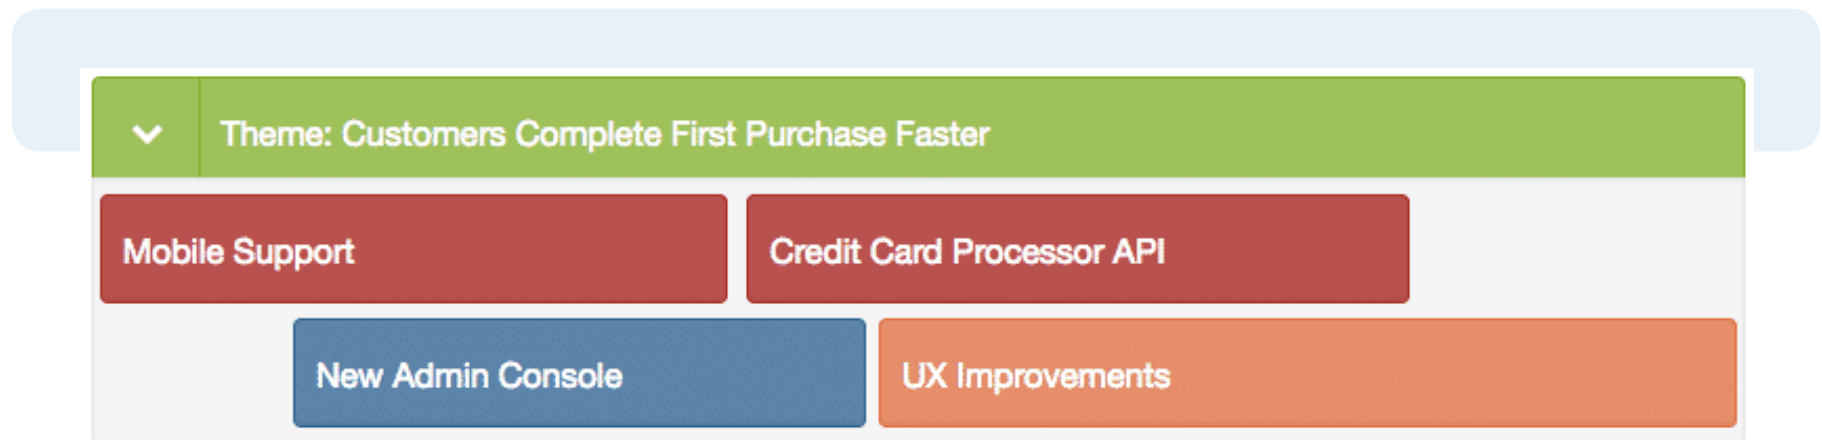 Theme: Customers Complete First Purchase Faster
Mobile Support
Credit Card Processor API
New Admin Console
UX Improvements